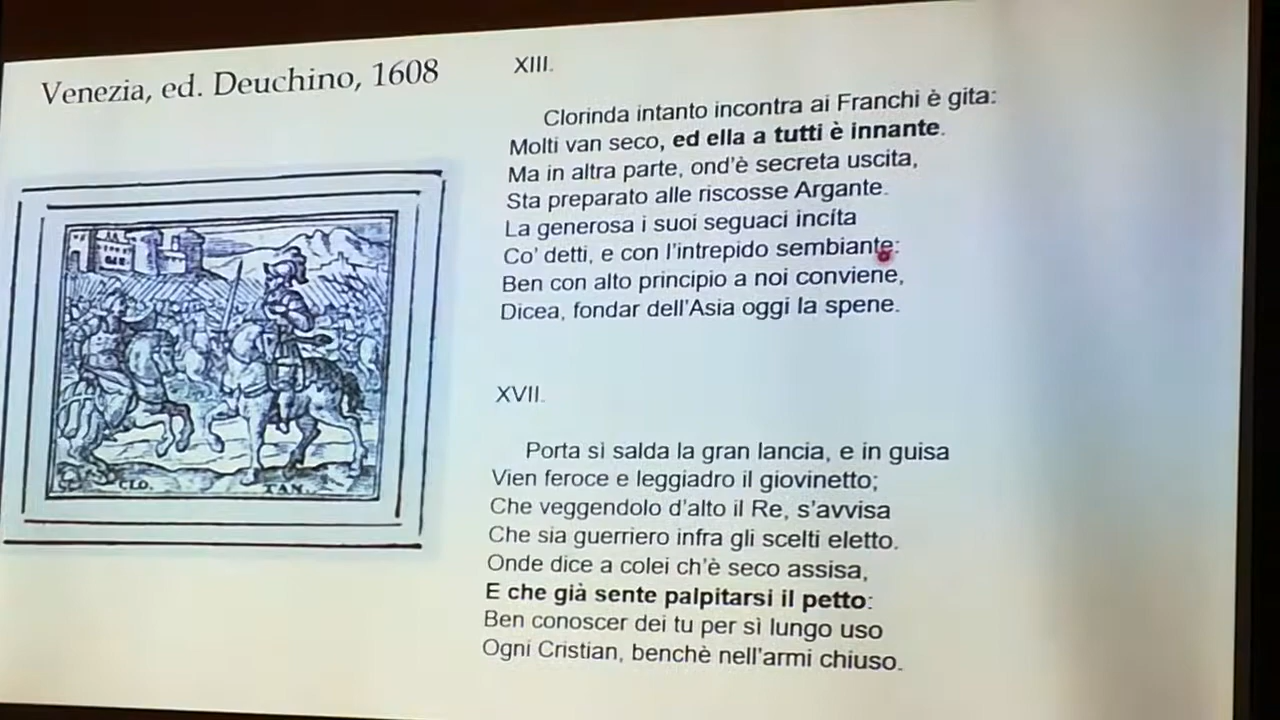 Venezia, ed. Deuchino, 1608
CLO.
TAN.
XIII.
Clorinda intanto incontra ai Franchi è gita:
Molti van seco, ed ella a tutti è innante.
Ma in altra parte, ond'è secreta uscita,
Sta preparato alle riscosse Argante.
La generosa i suoi seguaci incita
Co' detti, e con l'intrepido sembiante:
Ben con alto principio a noi conviene,
Dicea, fondar dell'Asia oggi la spene.
XVII.
Porta sì salda la gran lancia, e in guisa
Vien feroce e leggiadro il giovinetto;
Che veggendolo d'alto il Re, s'avvisa
Che sia guerriero infra gli scelti eletto.
Onde dice a colei ch'è seco assisa,
E che già sente palpitarsi il petto:
Ben conoscer dei tu per sì lungo uso
Ogni Cristian, benchè nell'armi chiuso.